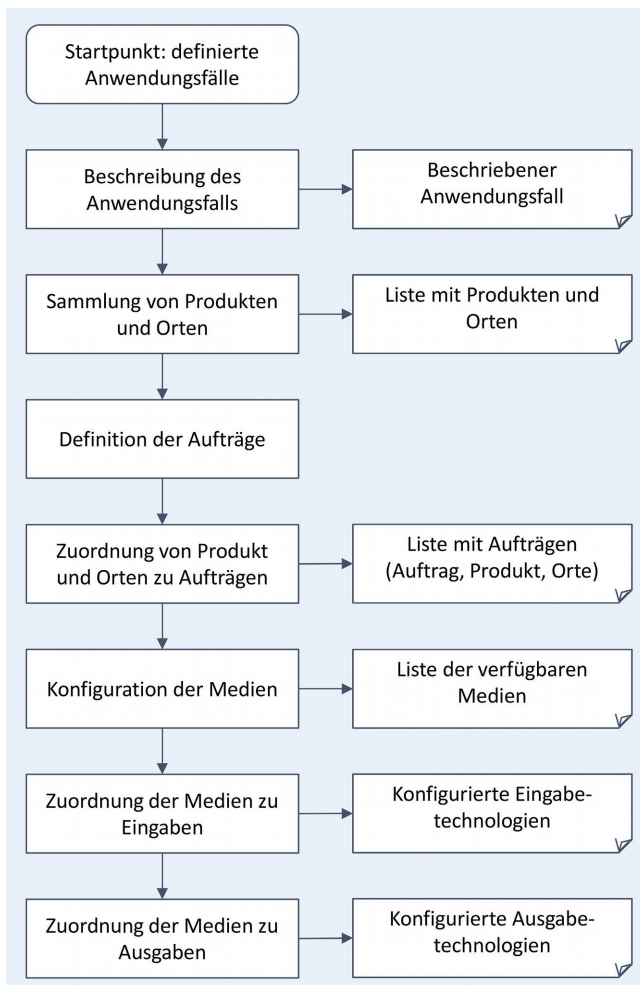 Startpunkt: definierte
Anwendungsfälle
Beschreibung des
Anwendungsfalls
Beschriebener
Anwendungsfall
Sammlung von Produkten
und Orten
Liste mit Produkten und
Orten
Definition der Aufträge
Zuordnung von Produkt
und Orten zu Aufträgen
Liste mit Aufträgen
(Auftrag, Produkt, Orte)
Konfiguration der Medien
Liste der verfügbaren
Medien
Zuordnung der Medien zu
Eingaben
Konfigurierte Eingabe-
technologien
Zuordnung der Medien zu
Ausgaben
Konfigurierte Ausgabe-
technologien